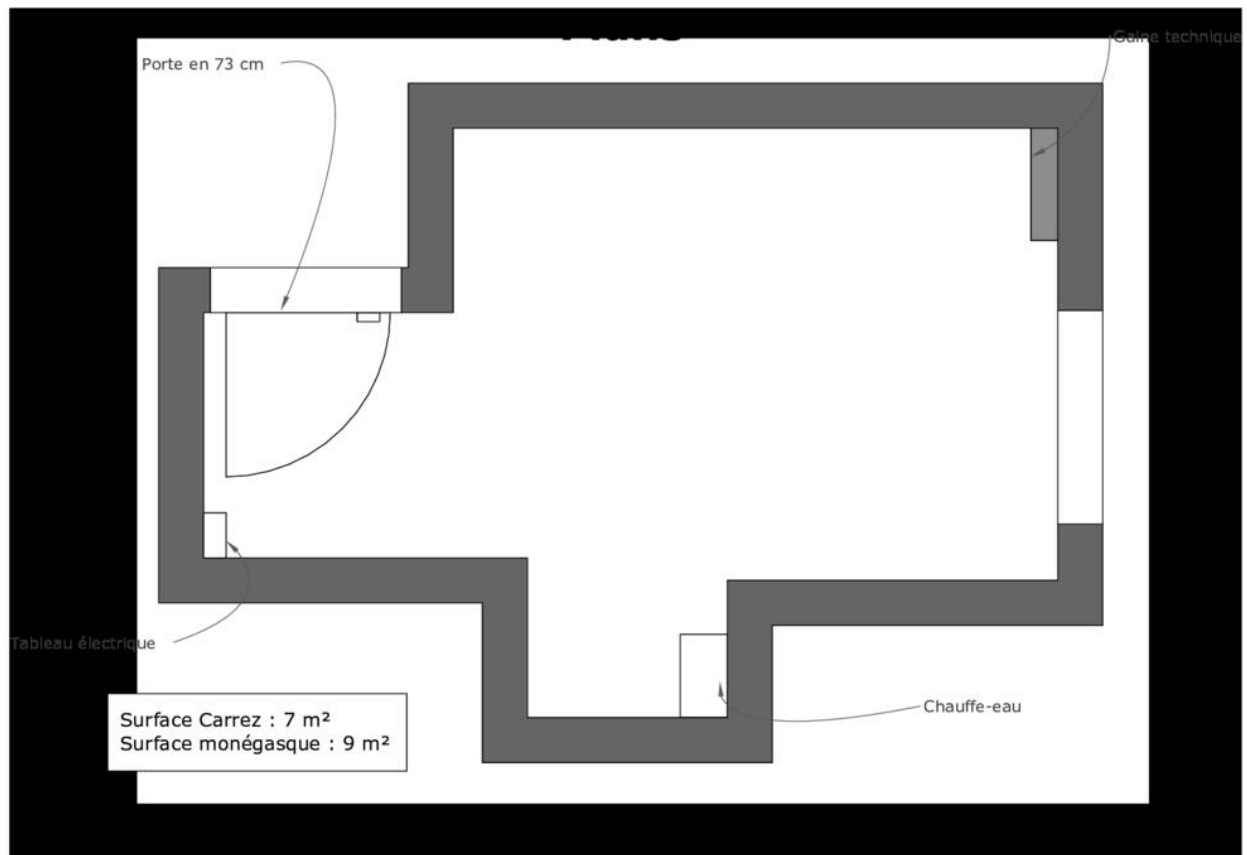 Porte en 73 cm
Gaine technique
Tableau électrique
Surface Carrez : 7 m²
Surface monégasque : 9 m²
Chauffe-eau